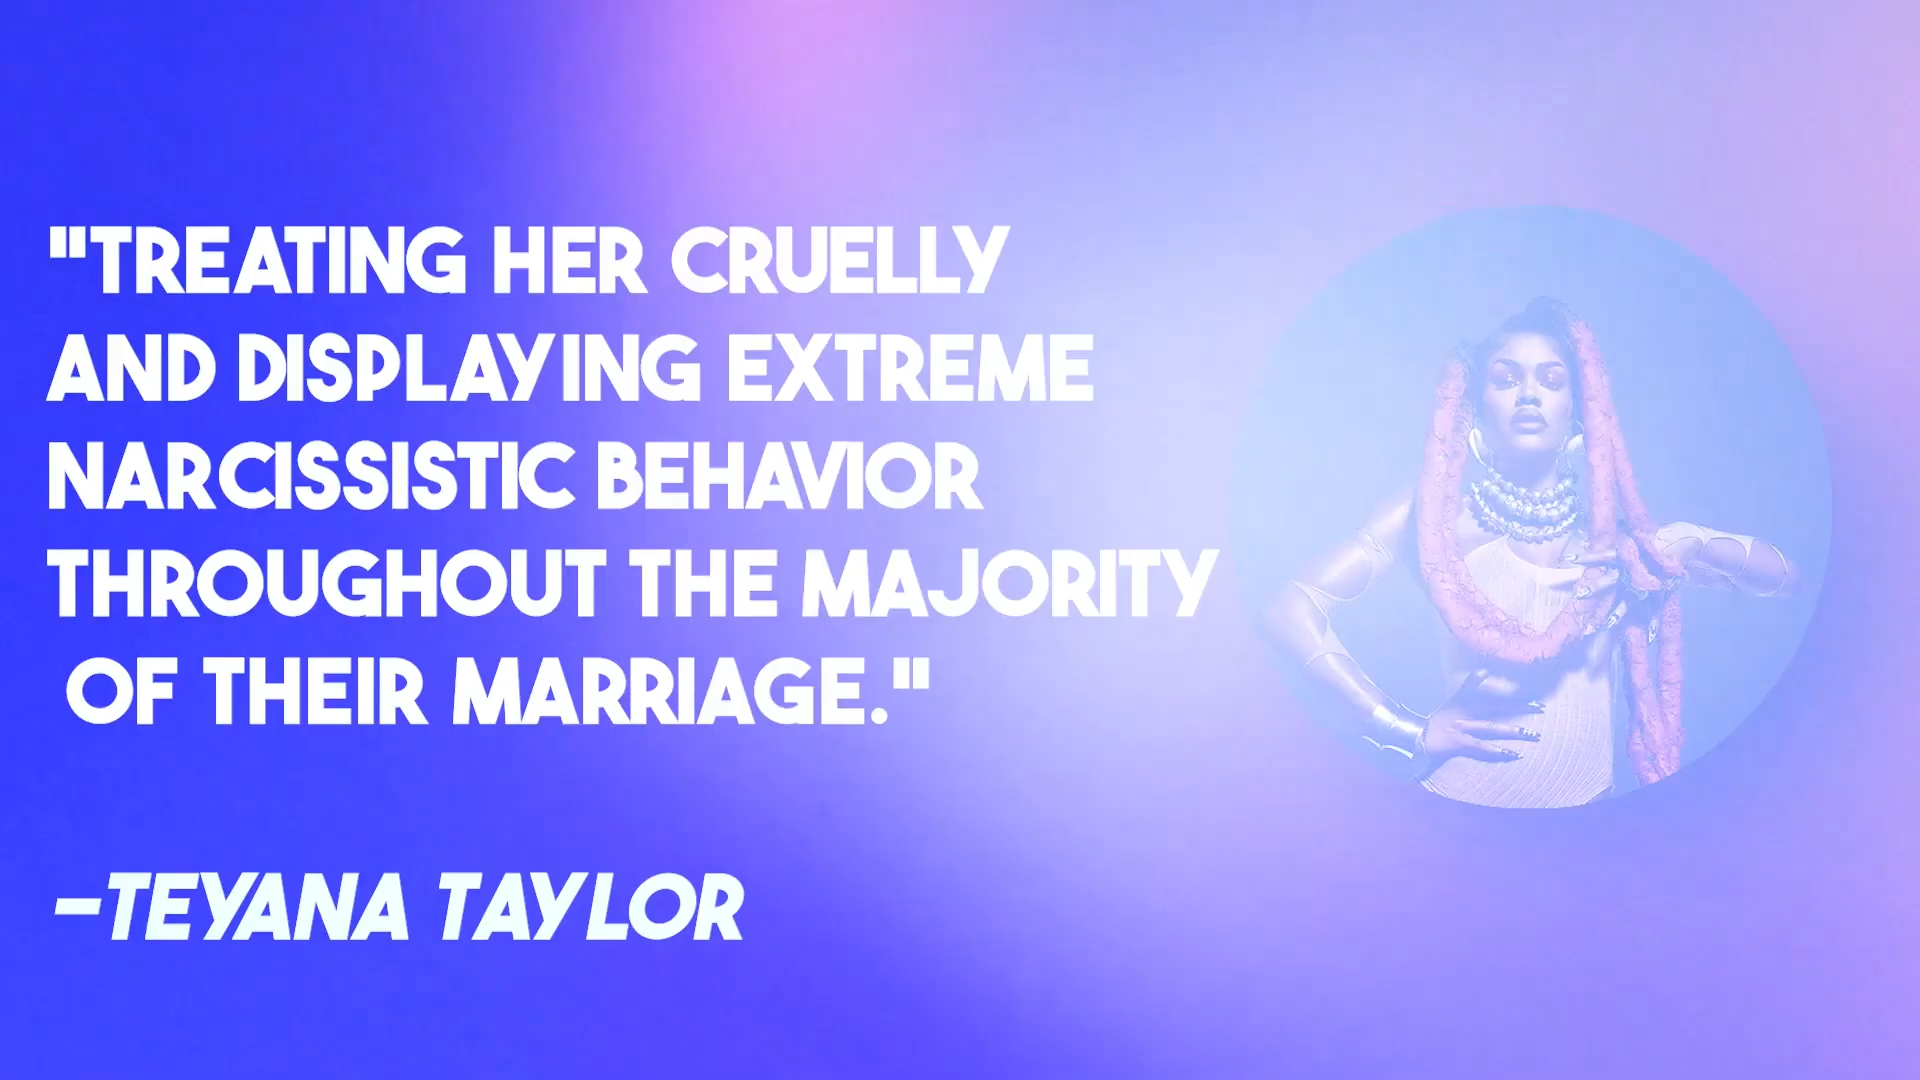 "TREATING HER CRUELLY
AND DISPLAYING EXTREME
NARCISSISTIC BEHAVIOR
THROUGHOUT THE MAJORITY
OF THEIR MARRIAGE."
-TEYANA TAYLOR